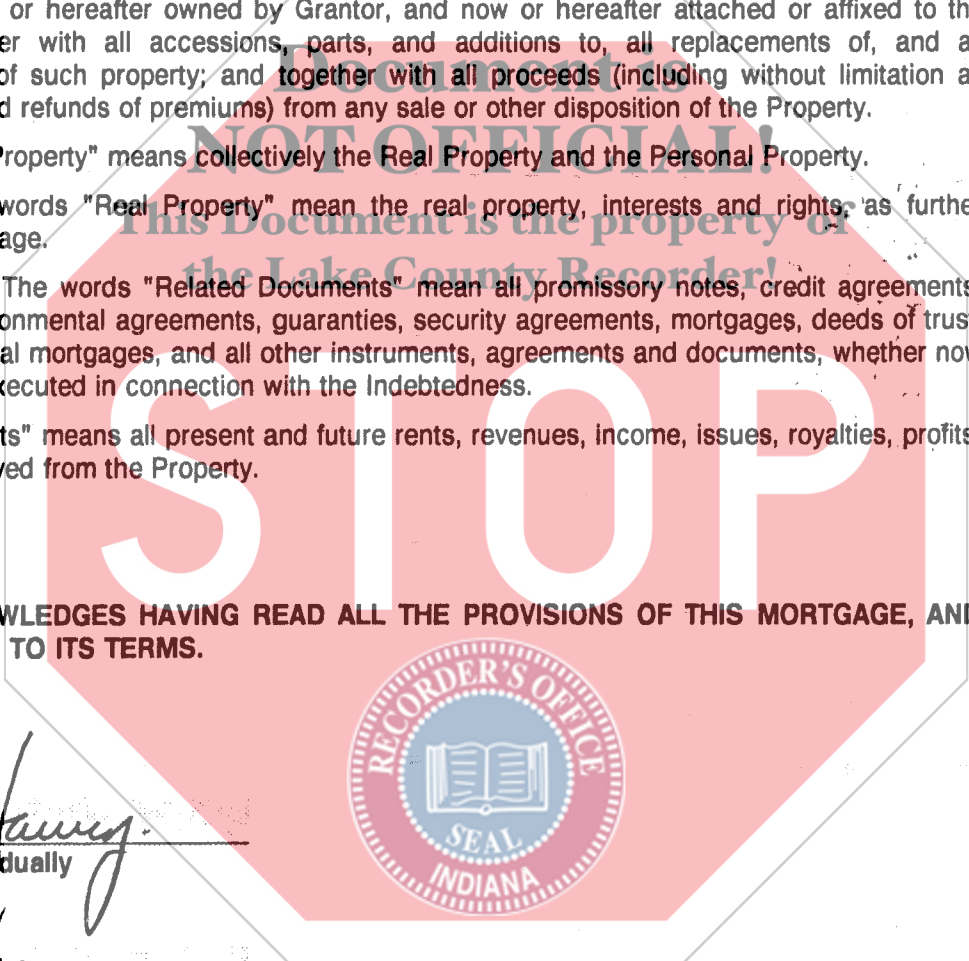 or hereafter owned by Grantor, and now or hereafter attached or affixed to th
er with all accessions, parts, and additions to, all replacements of, and a
of such property; and together with all proceeds (including without limitation a
d refunds of premiums) from any sale or other disposition of the Property.
Property" means collectively the Real Property and the Personal Property.
words "Real Property" mean the real property, interests and rights, as furthe
age.
The words "Related Documents" mean all promissory notes, credit agreements
onmental agreements, guaranties, security agreements, mortgages, deeds of trus
al mortgages, and all other instruments, agreements and documents, whether now
xecuted in connection with the Indebtedness.
ts" means all present and future rents, revenues, income, issues, royalties, profits
ved from the Property.
WLEDGES HAVING READ ALL THE PROVISIONS OF THIS MORTGAGE, AND
TO ITS TERMS.
dually
Document is
NOT OFFICIAL!
This Document is the property of
the Lake County Recorder!
STOP
RECORDER'S OFFICE
SEAL
INDIANA